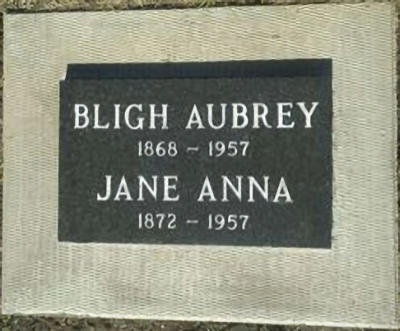 BLIGH AUBREY
1868 ~ 1957
JANE ANNA
1872 ~ 1957